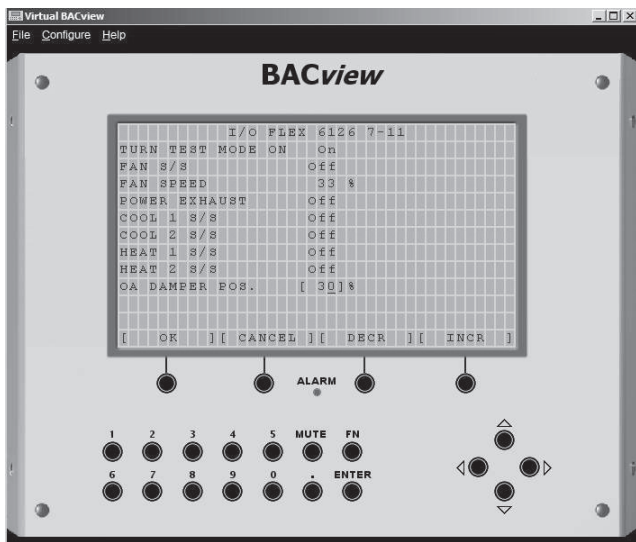 Virtual BACview
File Configure Help
BACview
I/O FLEX 6126 7-11
TURN TEST MODE ON On
FAN S/S Off
FAN SPEED 33 %
POWER EXHAUST Off
COOL 1 S/S Off
COOL 2 S/S Off
HEAT 1 S/S Off
HEAT 2 S/S Off
OA DAMPER POS. [ 30]%
[ OK ][ CANCEL ][ DECR ][ INCR ]
ALARM
1 2 3 4 5 MUTE FN
6 7 8 9 0 . ENTER